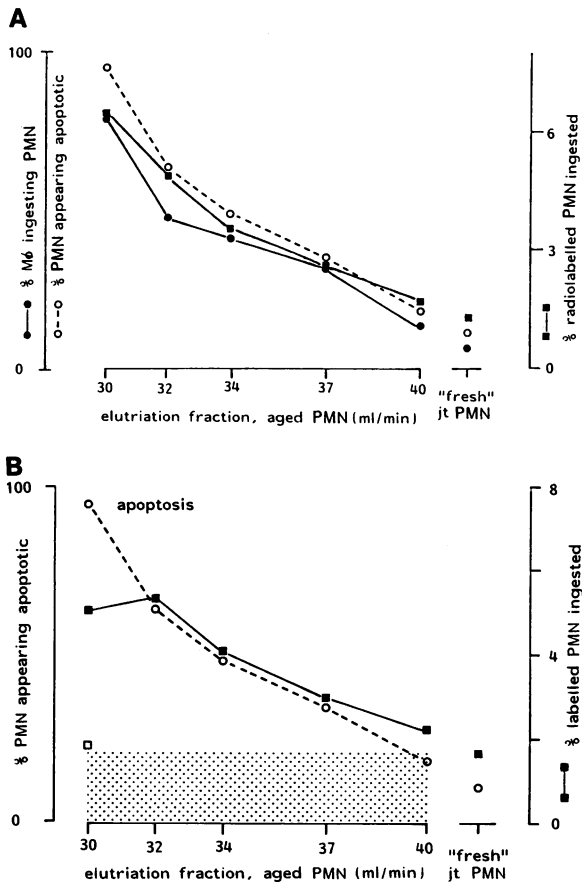 A
100
0
% Mϕ ingesting PMN
% PMN appearing apoptotic
6
3
0
% radiolabelled PMN ingested
30 32 34 37 40
"fresh"
jt PMN
elutriation fraction, aged PMN (ml/min)
B
100
0
% PMN appearing apoptotic
apoptosis
8
4
0
% labelled PMN ingested
30 32 34 37 40
"fresh"
jt PMN
elutriation fraction, aged PMN (ml/min)